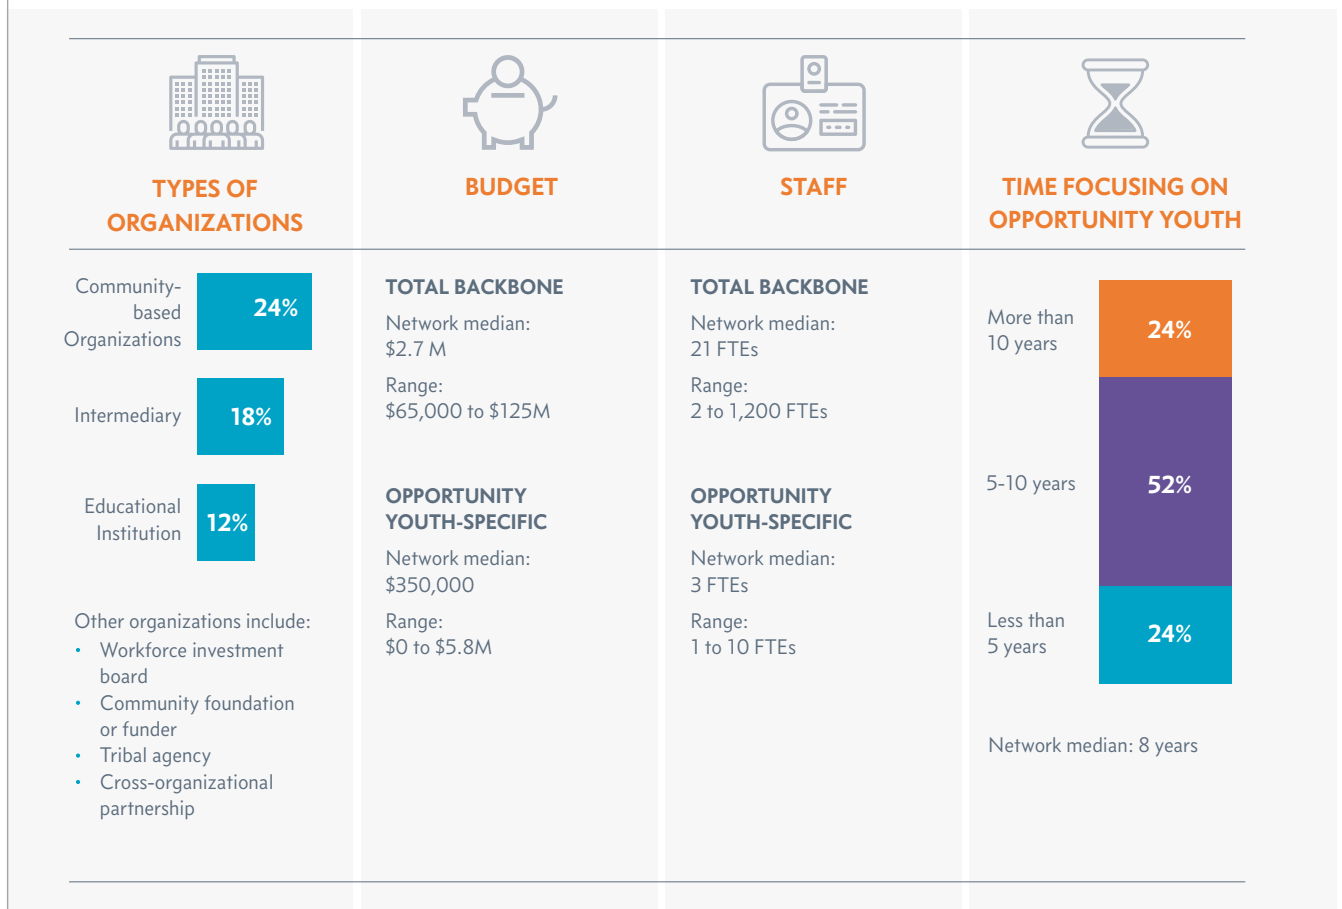 TYPES OF
ORGANIZATIONS
Community-
based
Organizations
24%
Intermediary
18%
Educational
Institution
12%
Other organizations include:
• Workforce investment
board
• Community foundation
or funder
• Tribal agency
• Cross-organizational
partnership
BUDGET
TOTAL BACKBONE
Network median:
$2.7 M
Range:
$65,000 to $125M
OPPORTUNITY
YOUTH-SPECIFIC
Network median:
$350,000
Range:
$0 to $5.8M
STAFF
TOTAL BACKBONE
Network median:
21 FTEs
Range:
2 to 1,200 FTEs
OPPORTUNITY
YOUTH-SPECIFIC
Network median:
3 FTEs
Range:
1 to 10 FTEs
TIME FOCUSING ON
OPPORTUNITY YOUTH
More than
10 years
24%
5-10 years
52%
Less than
5 years
24%
Network median: 8 years